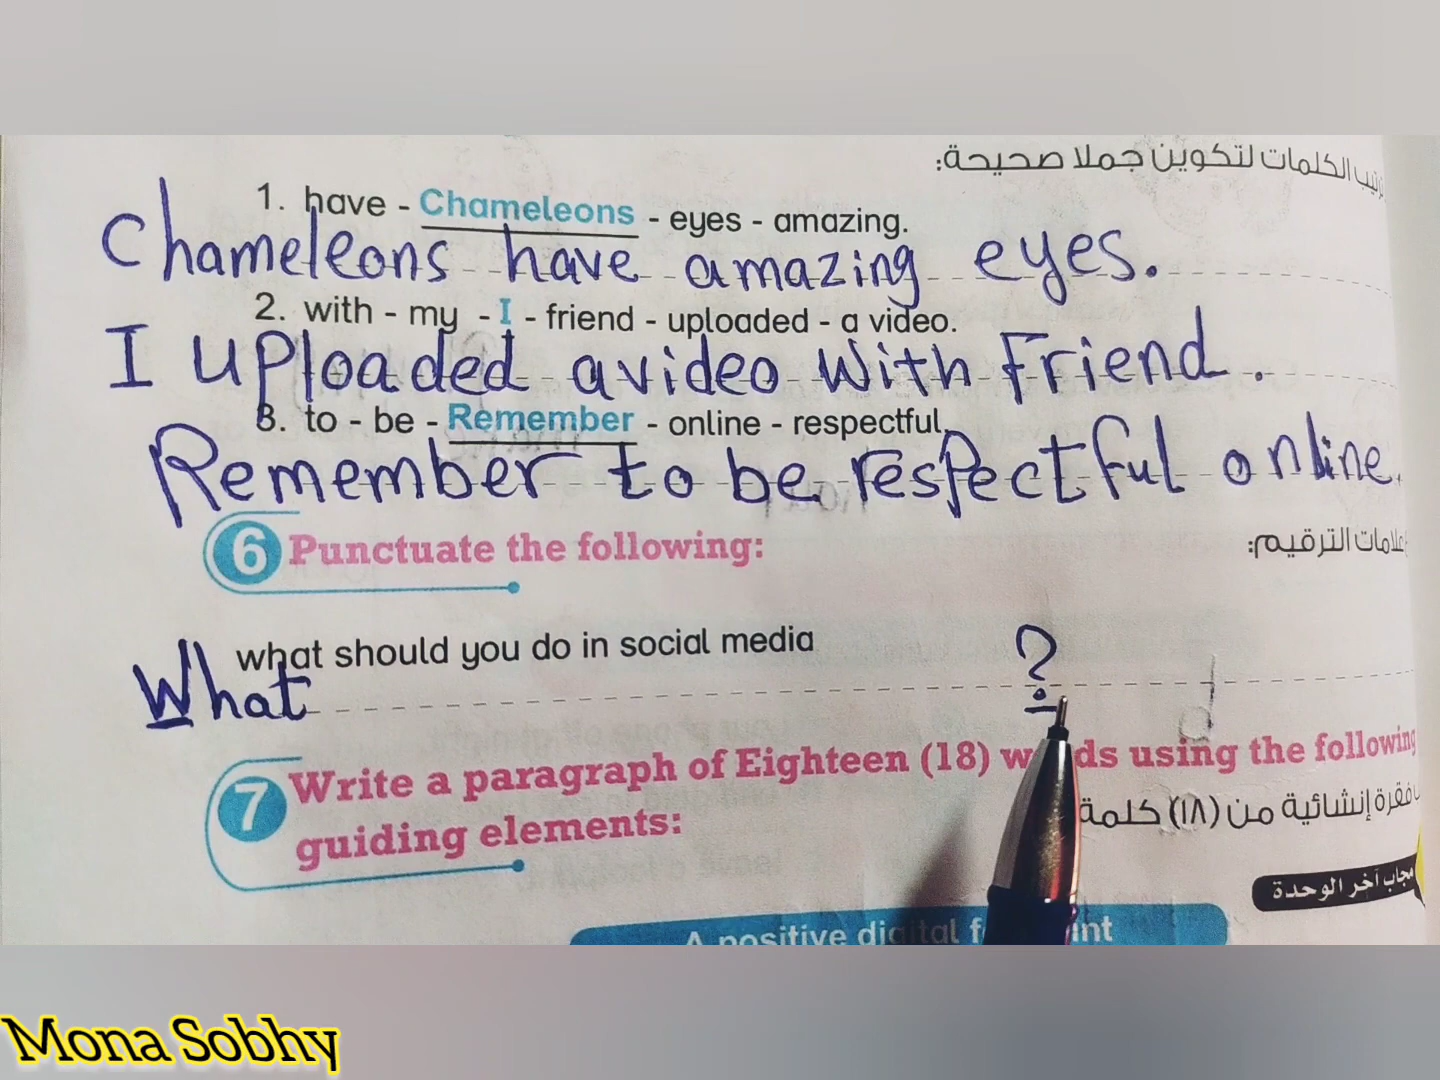 ترتيب الكلمات لتكوين جملا صحيحة:
1. have - Chameleons - eyes - amazing.
Chameleons have amazing eyes.
2. with - my - I - friend - uploaded - a video.
I uploaded a video with friend.
3. to - be - Remember - online - respectful.
Remember to be respectful online.
6 Punctuate the following:
علامات الترقيم:
what should you do in social media
What ?
7 Write a paragraph of Eighteen (18) words using the following
guiding elements:
فقرة إنشائية من (١٨) كلمة
مجاب آخر الوحدة
A positive digital
Mona Sobhy